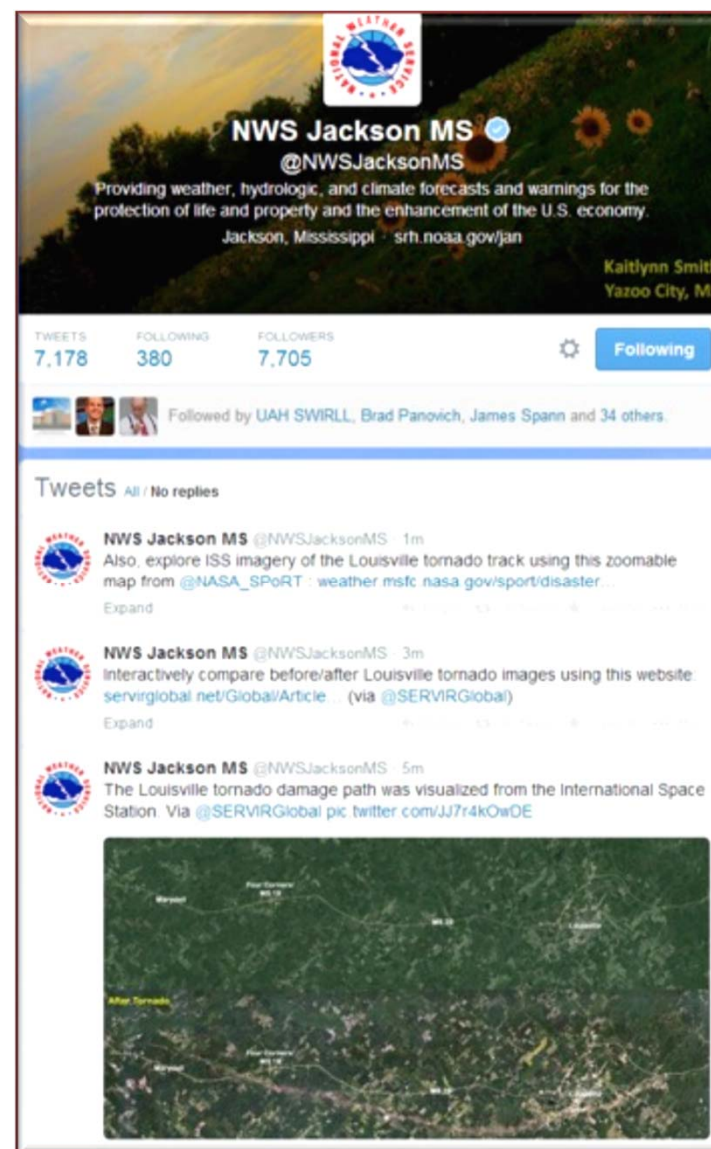 NATIONAL WEATHER SERVICE
NWS Jackson MS
@NWSJacksonMS
Providing weather, hydrologic, and climate forecasts and warnings for the
protection of life and property and the enhancement of the U.S. economy.
Jackson, Mississippi · srh.noaa.gov/jan
Kaitlynn Smit
Yazoo City, M
TWEETS FOLLOWING FOLLOWERS
7,178 380 7,705 Following
Followed by UAH SWIRLL, Brad Panovich, James Spann and 34 others.
Tweets All / No replies
NWS Jackson MS @NWSJacksonMS · 1m
Also, explore ISS imagery of the Louisville tornado track using this zoomable
map from @NASA_SPoRT : weather.msfc.nasa.gov/sport/disaster...
Expand
NWS Jackson MS @NWSJacksonMS · 3m
Interactively compare before/after Louisville tornado images using this website:
servirglobal.net/Global/Article... (via @SERVIRGlobal)
Expand
NWS Jackson MS @NWSJacksonMS · 5m
The Louisville tornado damage path was visualized from the International Space
Station. Via @SERVIRGlobal pic.twitter.com/JJ7r4kOwDE
Four Corners
Louisville
After Tornado
Four Corners